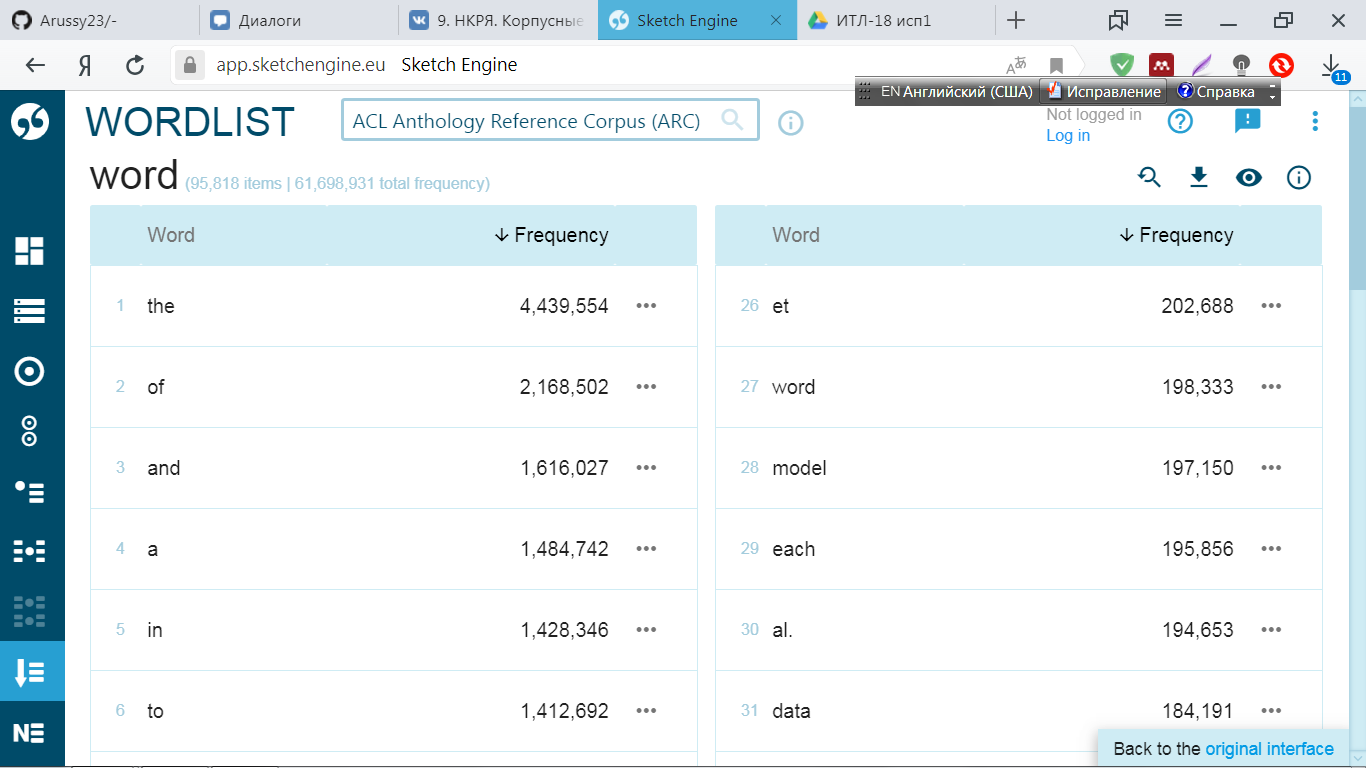 Arussy23/-
Диалоги
9. НКРЯ. Корпусные
Sketch Engine
ИТЛ-18 исп1
Я
app.sketchengine.eu Sketch Engine
11
EN Английский (США) Исправление Справка
WORDLIST
ACL Anthology Reference Corpus (ARC)
Not logged in
Log in
word (95,818 items | 61,698,931 total frequency)
Word Frequency Word Frequency
1 the 4,439,554 26 et 202,688
2 of 2,168,502 27 word 198,333
3 and 1,616,027 28 model 197,150
4 a 1,484,742 29 each 195,856
5 in 1,428,346 30 al. 194,653
6 to 1,412,692 31 data 184,191
Back to the original interface